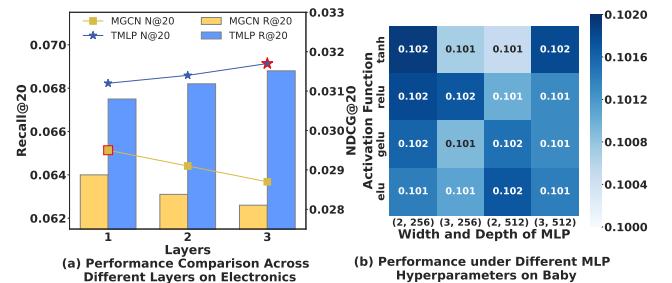 MGCN N@20
TMLP N@20
MGCN R@20
TMLP R@20
Recall@20
0.070
0.068
0.066
0.064
0.062
NDCG@20
0.033
0.032
0.031
0.030
0.029
0.028
1 2 3
Layers
(a) Performance Comparison Across
Different Layers on Electronics
Activation Function
tanh 0.102 0.101 0.101 0.102
relu 0.102 0.102 0.101 0.101
gelu 0.102 0.101 0.102 0.101
elu 0.101 0.101 0.102 0.101
(2, 256) (3, 256) (2, 512) (3, 512)
Width and Depth of MLP
0.1020
0.1016
0.1012
0.1008
0.1004
0.1000
(b) Performance under Different MLP
Hyperparameters on Baby